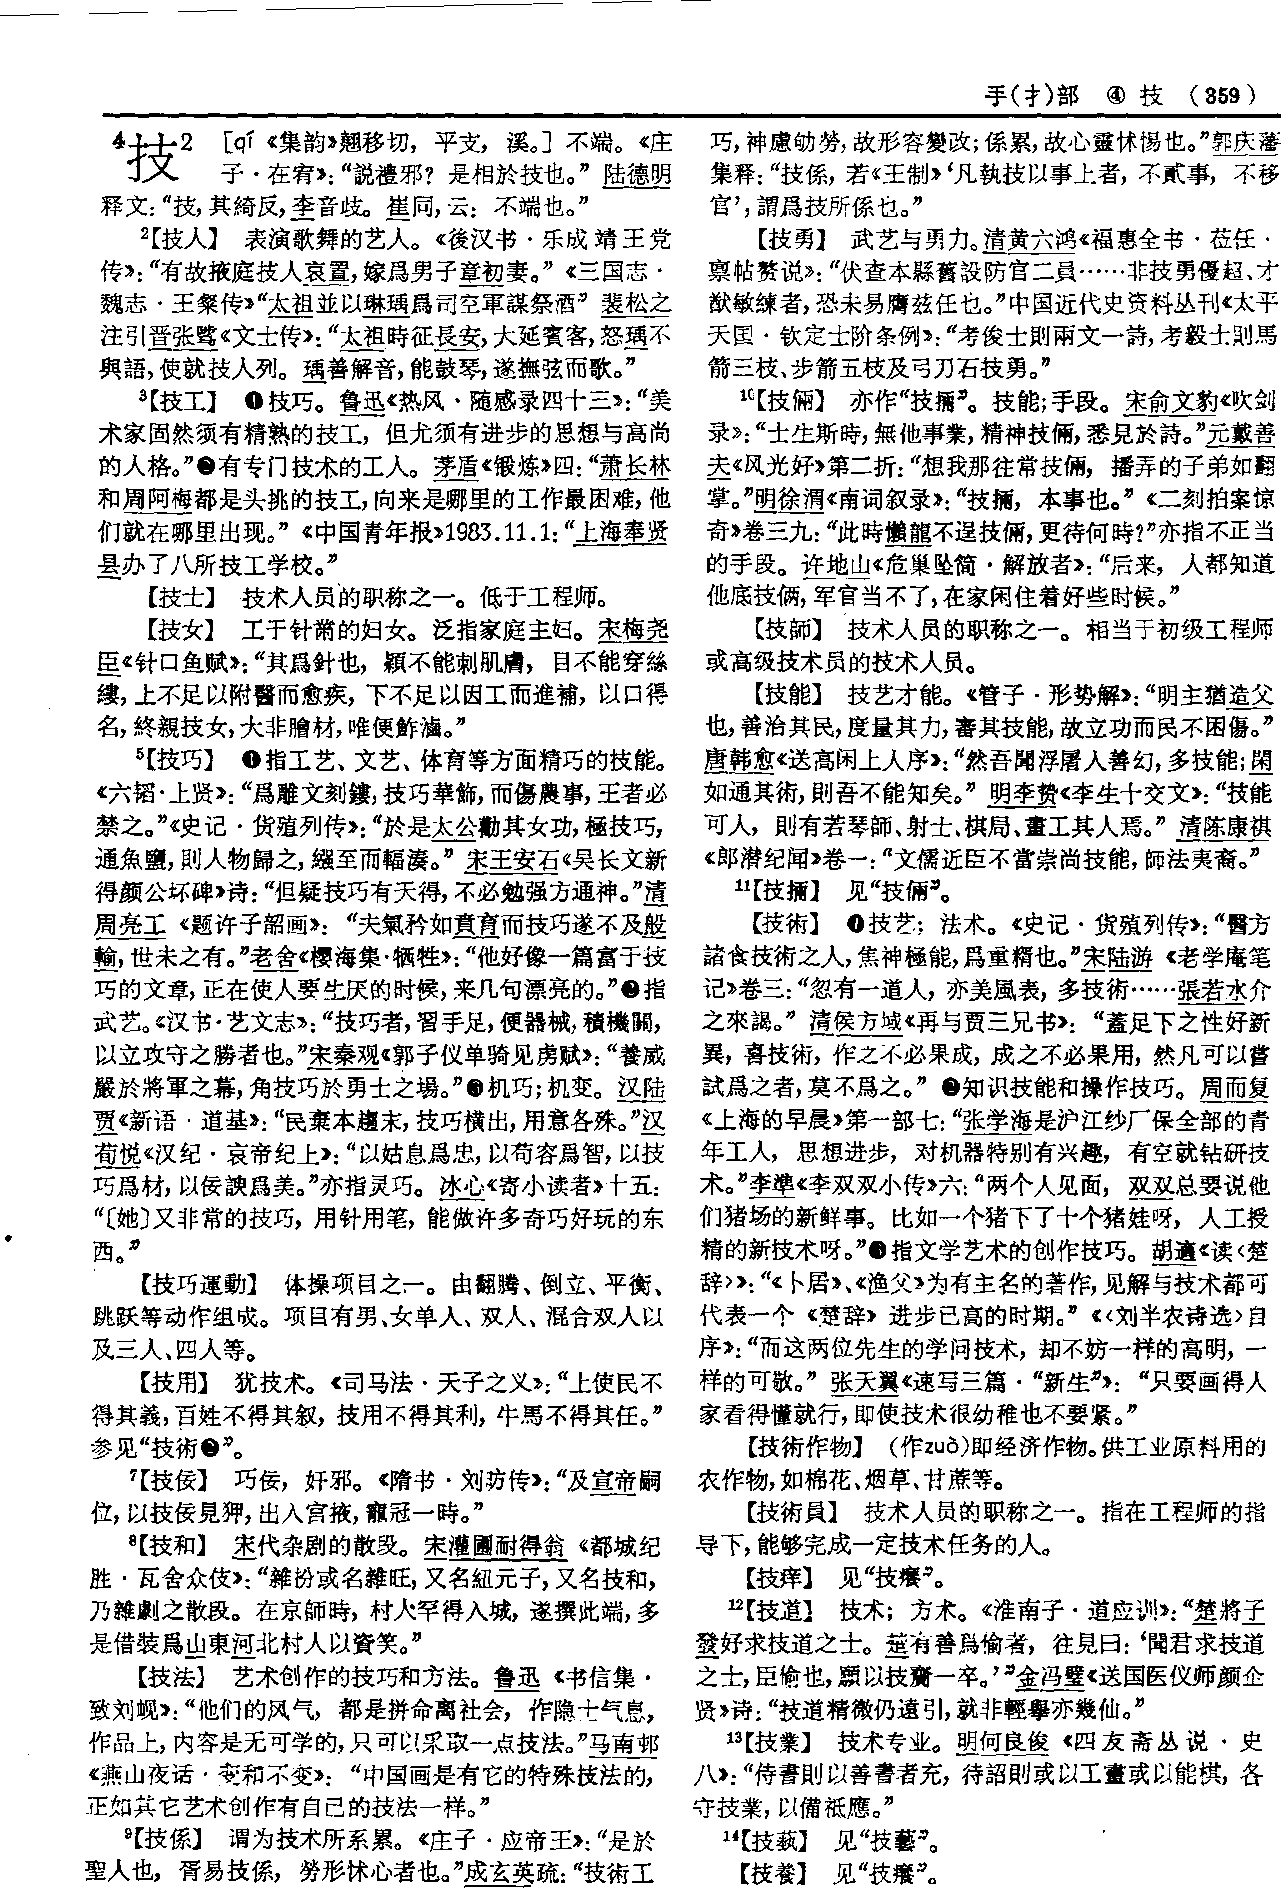 手(扌)部 ④ 技 (359)
⁴技² [qí 《集韵》翘移切，平支，溪。] 不端。《庄
子·在宥》：“説禮邪？是相於技也。” 陆德明
释文：“技，其綺反，李音歧。崔同，云：不端也。”
²【技人】 表演歌舞的艺人。《後汉书·乐成靖王党
传》：“有故掖庭技人哀置，嫁爲男子章初妻。”《三国志·
魏志·王粲传》“太祖並以琳瑀爲司空軍謀祭酒” 裴松之
注引晋张骘《文士传》：“太祖時征長安，大延賓客，怒瑀不
與語，使就技人列。瑀善解音，能鼓琴，遂撫弦而歌。”
³【技工】 ❶技巧。鲁迅《热风·随感录四十三》：“美
术家固然须有精熟的技工，但尤须有进步的思想与高尚
的人格。”❷有专门技术的工人。茅盾《锻炼》四：“萧长林
和周阿梅都是头挑的技工，向来是哪里的工作最困难，他
们就在哪里出现。”《中国青年报》1983.11.1：“上海奉贤
县办了八所技工学校。”
【技士】 技术人员的职称之一。低于工程师。
【技女】 工于针黹的妇女。泛指家庭主妇。宋梅尧
臣《针口鱼赋》：“其爲針也，穎不能刺肌膚，目不能穿絲
縷，上不足以附醫而愈疾，下不足以因工而進補，以口得
名，終親技女，大非膾材，唯便鮓滷。”
⁵【技巧】 ❶指工艺、文艺、体育等方面精巧的技能。
《六韬·上贤》：“爲雕文刻鏤，技巧華飾，而傷農事，王者必
禁之。”《史记·货殖列传》：“於是太公勸其女功，極技巧，
通魚鹽，則人物歸之，繦至而輻湊。” 宋王安石《吴长文新
得颜公坏碑》诗：“但疑技巧有天得，不必勉强方通神。”清
周亮工《题许子韶画》：“夫氣矜如賁育而技巧遂不及般
輸，世未之有。”老舍《樱海集·牺牲》：“他好像一篇富于技
巧的文章，正在使人要生厌的时候，来几句漂亮的。”❷指
武艺。《汉书·艺文志》：“技巧者，習手足，便器械，積機關，
以立攻守之勝者也。”宋秦观《郭子仪单骑见虏赋》：“養威
嚴於將軍之幕，角技巧於勇士之場。”❸机巧；机变。汉陆
贾《新语·道基》：“民棄本趨末，技巧横出，用意各殊。”汉
荀悦《汉纪·哀帝纪上》：“以姑息爲忠，以苟容爲智，以技
巧爲材，以佞諛爲美。”亦指灵巧。冰心《寄小读者》十五：
“〔她〕又非常的技巧，用针用笔，能做许多奇巧好玩的东
西。”
【技巧運動】 体操项目之一。由翻腾、倒立、平衡、
跳跃等动作组成。项目有男、女单人、双人、混合双人以
及三人、四人等。
【技用】 犹技术。《司马法·天子之义》：“上使民不
得其義，百姓不得其叙，技用不得其利，牛馬不得其任。”
参见“技術❷”。
⁷【技佞】 巧佞，奸邪。《隋书·刘昉传》：“及宣帝嗣
位，以技佞見狎，出入宫掖，寵冠一時。”
⁸【技和】 宋代杂剧的散段。宋灌圃耐得翁《都城纪
胜·瓦舍众伎》：“雜扮或名雜旺，又名紐元子，又名技和，
乃雜劇之散段。在京師時，村人罕得入城，遂撰此端，多
是借裝爲山東河北村人以資笑。”
【技法】 艺术创作的技巧和方法。鲁迅《书信集·
致刘岘》：“他们的风气，都是拼命离社会，作隐士气息，
作品上，内容是无可学的，只可以采取一点技法。”马南邨
《燕山夜话·变和不变》：“中国画是有它的特殊技法的，
正如其它艺术创作有自己的技法一样。”
⁹【技係】 谓为技术所系累。《庄子·应帝王》：“是於
聖人也，胥易技係，勞形怵心者也。”成玄英疏：“技術工
巧，神慮劬勞，故形容變改；係累，故心靈怵惕也。”郭庆藩
集释：“技係，若《王制》‘凡執技以事上者，不貳事，不移
官’，謂爲技所係也。”
【技勇】 武艺与勇力。清黄六鸿《福惠全书·莅任·
禀帖赘说》：“伏查本縣舊設防官二員……非技勇優超、才
猷敏練者，恐未易膺兹任也。”中国近代史资料丛刊《太平
天国·钦定士阶条例》：“考俊士則兩文一詩，考毅士則馬
箭三枝、步箭五枝及弓刀石技勇。”
¹⁰【技倆】 亦作“技掚”。技能；手段。宋俞文豹《吹剑
录》：“士生斯時，無他事業，精神技倆，悉見於詩。”元戴善
夫《风光好》第二折：“想我那往常技倆，播弄的子弟如翻
掌。”明徐渭《南词叙录》：“技掚，本事也。”《二刻拍案惊
奇》卷三九：“此時懶龍不逞技倆，更待何時？”亦指不正当
的手段。许地山《危巢坠简·解放者》：“后来，人都知道
他底技俩，军官当不了，在家闲住着好些时候。”
【技師】 技术人员的职称之一。相当于初级工程师
或高级技术员的技术人员。
【技能】 技艺才能。《管子·形势解》：“明主猶造父
也，善治其民，度量其力，審其技能，故立功而民不困傷。”
唐韩愈《送高闲上人序》：“然吾聞浮屠人善幻，多技能；閑
如通其術，則吾不能知矣。” 明李贽《李生十交文》：“技能
可人，則有若琴師、射士、棋局、畫工其人焉。” 清陈康祺
《郎潜纪闻》卷一：“文儒近臣不當崇尚技能，師法夷裔。”
¹¹【技掚】 见“技倆”。
【技術】 ❶技艺；法术。《史记·货殖列传》：“醫方
諸食技術之人，焦神極能，爲重糈也。”宋陆游《老学庵笔
记》卷三：“忽有一道人，亦美風表，多技術……張若水介
之來謁。” 清侯方域《再与贾三兄书》：“蓋足下之性好新
異，喜技術，作之不必果成，成之不必果用，然凡可以嘗
試爲之者，莫不爲之。” ❷知识技能和操作技巧。周而复
《上海的早晨》第一部七：“张学海是沪江纱厂保全部的青
年工人，思想进步，对机器特别有兴趣，有空就钻研技
术。”李準《李双双小传》六：“两个人见面，双双总要说他
们猪场的新鲜事。比如一个猪下了十个猪娃呀，人工授
精的新技术呀。”❸指文学艺术的创作技巧。胡適《读〈楚
辞〉》：“《卜居》、《渔父》为有主名的著作，见解与技术都可
代表一个《楚辞》进步已高的时期。”《〈刘半农诗选〉自
序》：“而这两位先生的学问技术，却不妨一样的高明，一
样的可敬。” 张天翼《速写三篇·“新生”》：“只要画得人
家看得懂就行，即使技术很幼稚也不要紧。”
【技術作物】 （作zuò）即经济作物。供工业原料用的
农作物，如棉花、烟草、甘蔗等。
【技術員】 技术人员的职称之一。指在工程师的指
导下，能够完成一定技术任务的人。
【技痒】 见“技癢”。
¹²【技道】 技术；方术。《淮南子·道应训》：“楚將子
發好求技道之士。楚有善爲偷者，往見曰：‘聞君求技道
之士，臣偷也，願以技齎一卒。’”金冯璧《送国医仪师颜企
贤》诗：“技道精微仍遠引，就非輕舉亦幾仙。”
¹³【技業】 技术专业。明何良俊《四友斋丛说·史
八》：“侍書則以善書者充，待詔則或以工畫或以能棋，各
守技業，以備祗應。”
¹⁴【技蓺】 见“技藝”。
【技養】 见“技癢”。